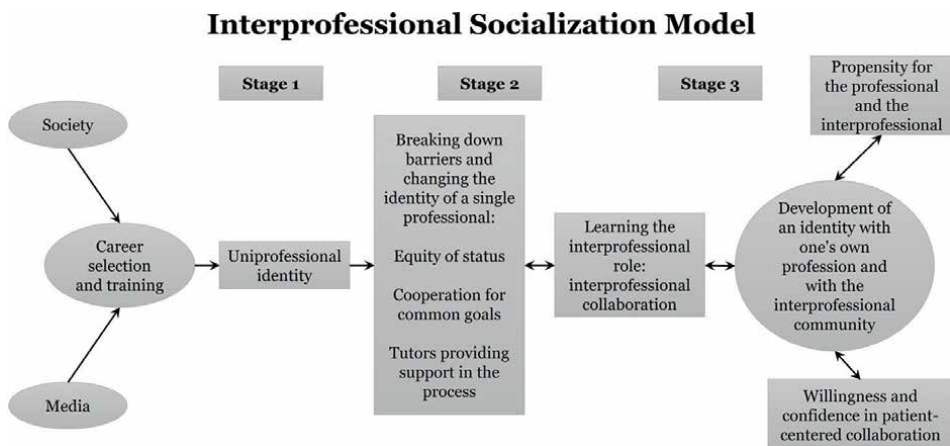 Interprofessional Socialization Model
Stage 1
Stage 2
Stage 3
Society
Media
Career
selection
and training
Uniprofessional
identity
Breaking down
barriers and
changing the
identity of a single
professional:
Equity of status
Cooperation for
common goals
Tutors providing
support in the
process
Learning the
interprofessional
role:
interprofessional
collaboration
Propensity for
the professional
and the
interprofessional
Development of
an identity with
one's own
profession and
with the
interprofessional
community
Willingness and
confidence in patient-
centered collaboration